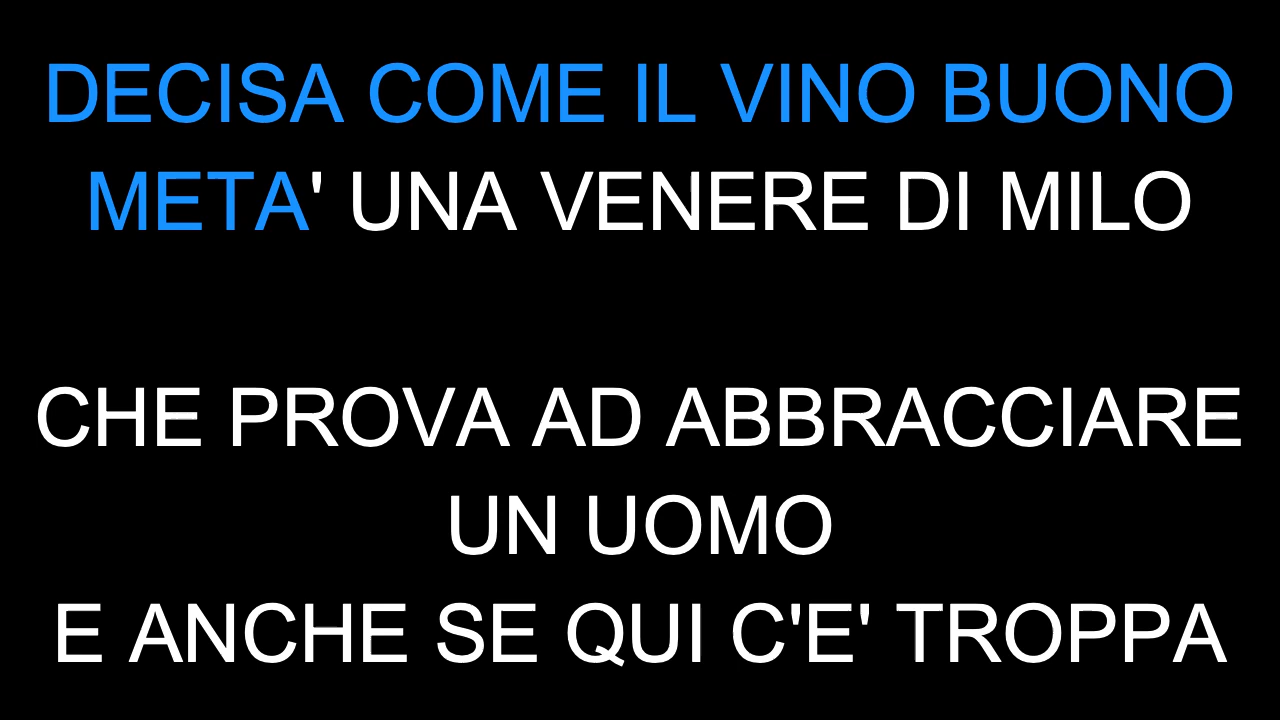 DECISA COME IL VINO BUONO
META' UNA VENERE DI MILO
CHE PROVA AD ABBRACCIARE
UN UOMO
E ANCHE SE QUI C'E' TROPPA